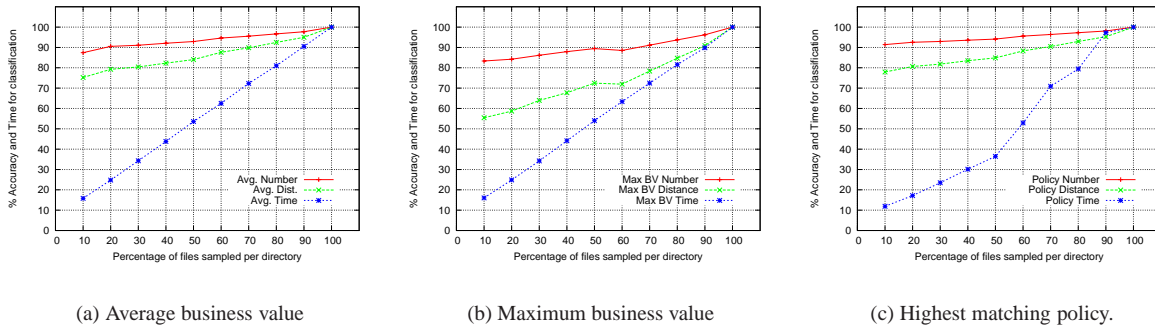 % Accuracy and Time for classification
100
90
80
70
60
50
40
30
20
10
0
0 10 20 30 40 50 60 70 80 90 100
Percentage of files sampled per directory
Avg. Number
Avg. Dist.
Avg. Time
(a) Average business value
% Accuracy and Time for classification
100
90
80
70
60
50
40
30
20
10
0
0 10 20 30 40 50 60 70 80 90 100
Percentage of files sampled per directory
Max BV Number
Max BV Distance
Max BV Time
(b) Maximum business value
% Accuracy and Time for classification
100
90
80
70
60
50
40
30
20
10
0
0 10 20 30 40 50 60 70 80 90 100
Percentage of files sampled per directory
Policy Number
Policy Distance
Policy Time
(c) Highest matching policy.